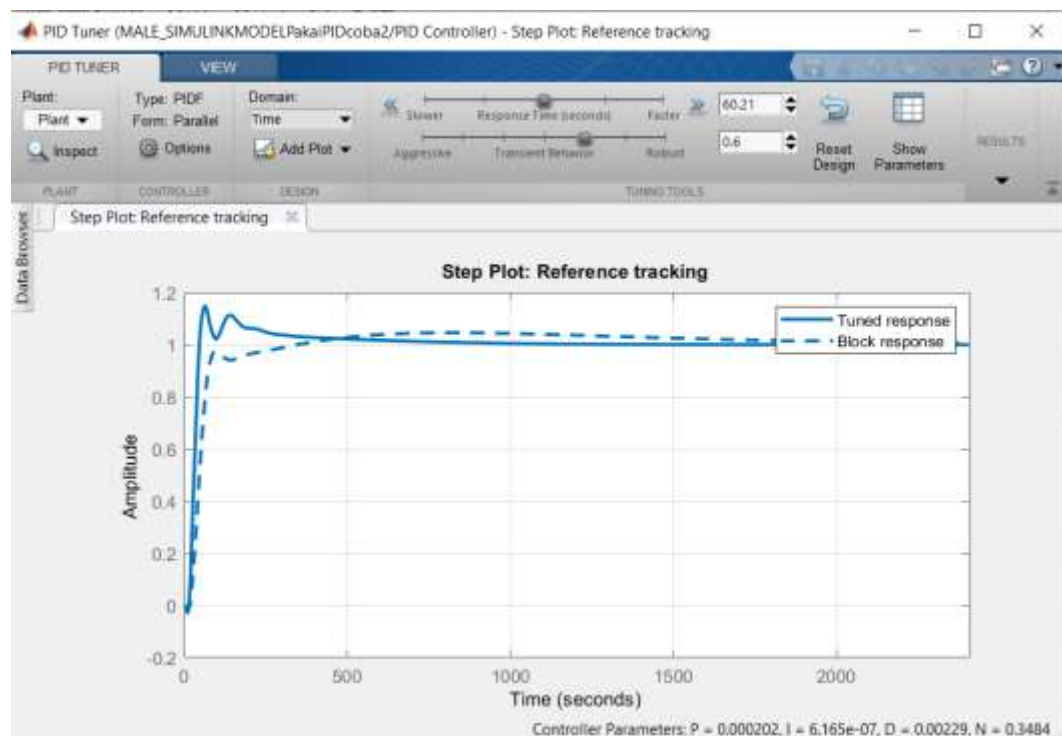 PID Tuner (MALE_SIMULINKMODELPakaiPIDcoba2/PID Controller) - Step Plot: Reference tracking
PID TUNER VIEW
Plant: Type: PIDF Domain:
Plant Form: Parallel Time Slower Response Time (seconds) Faster 60.21
Inspect Options Add Plot Aggressive Transient Behavior Robust 0.6 Reset Design Show Parameters RESULTS
PLANT CONTROLLER DESIGN TUNING TOOLS
Data Browser
Step Plot: Reference tracking
Step Plot: Reference tracking
1.2
1
0.8
0.6
0.4
0.2
0
-0.2
Amplitude
Tuned response
Block response
0 500 1000 1500 2000
Time (seconds)
Controller Parameters: P = 0.000202, I = 6.165e-07, D = 0.00229, N = 0.3484